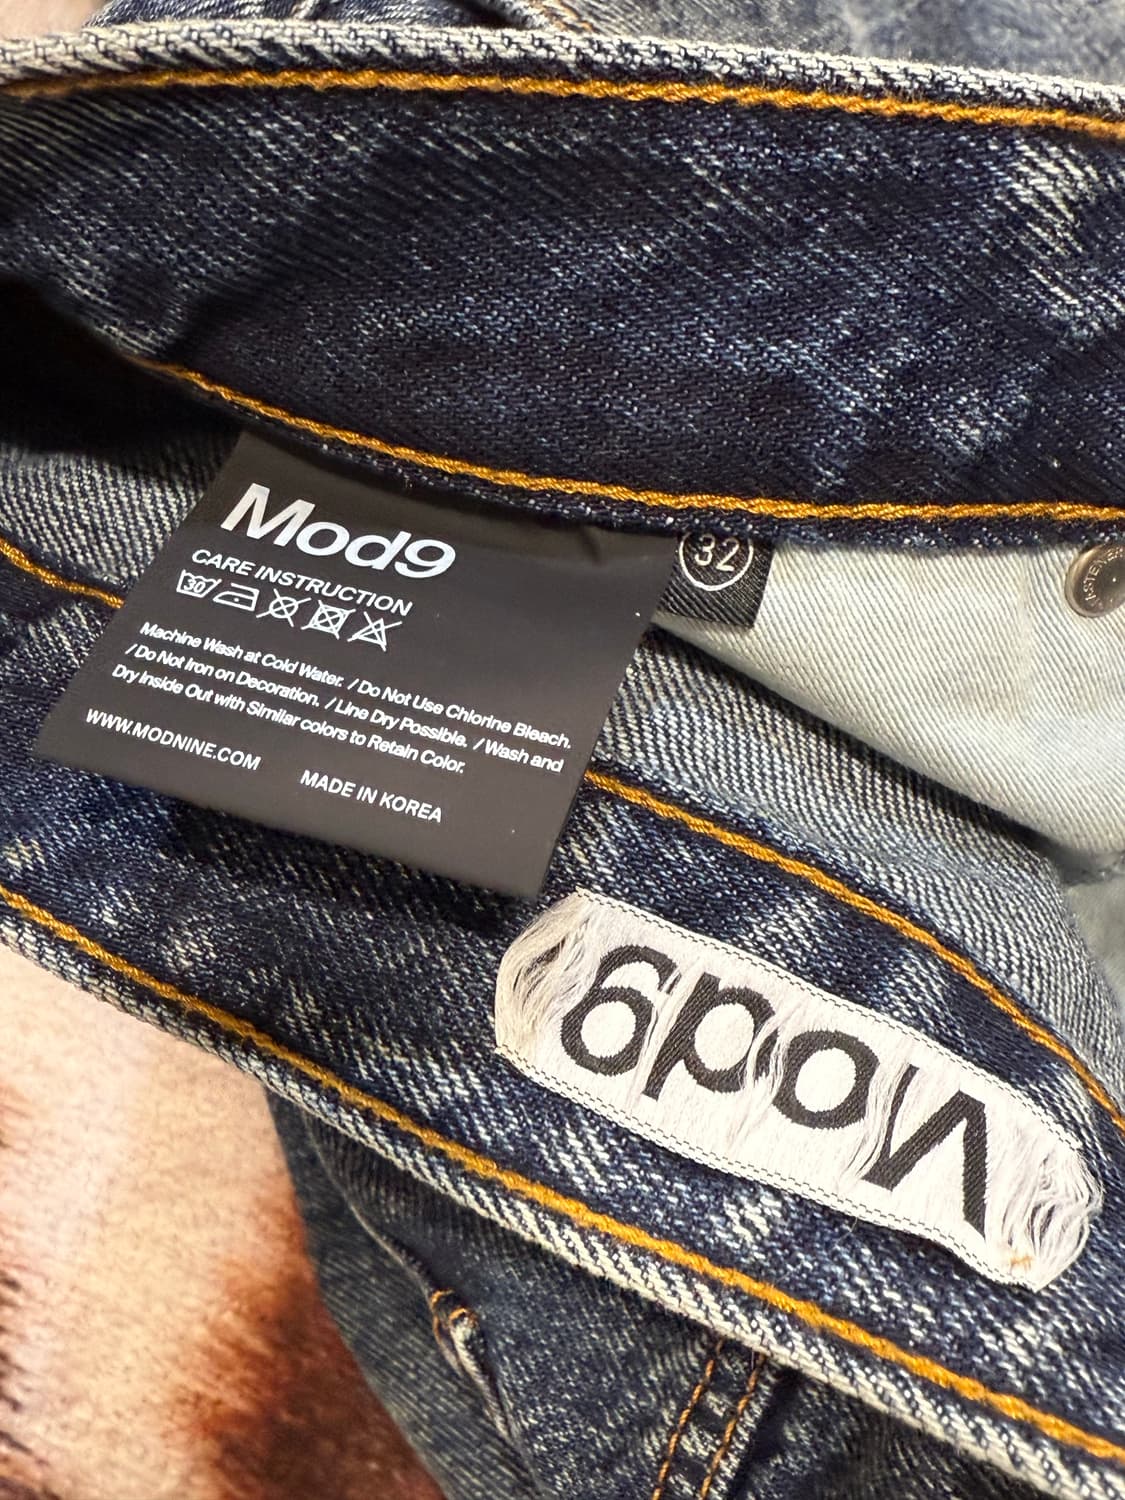 Mod9
CARE INSTRUCTION
30
Machine Wash at Cold Water. / Do Not Use Chlorine Bleach.
/ Do Not Iron on Decoration. / Line Dry Possible. / Wash and
Dry Inside Out with Similar colors to Retain Color.
WWW.MODNINE.COM MADE IN KOREA
32
Mod9